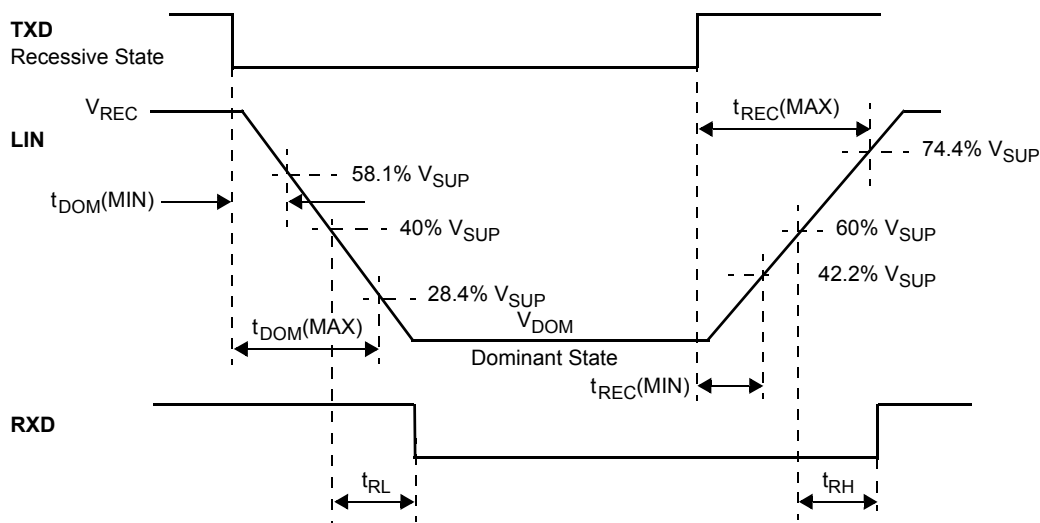 TXD
Recessive State
V_REC
LIN
t_REC(MAX)
74.4% V_SUP
58.1% V_SUP
t_DOM(MIN)
40% V_SUP
60% V_SUP
42.2% V_SUP
28.4% V_SUP
t_DOM(MAX)
V_DOM
Dominant State
t_REC(MIN)
RXD
t_RL
t_RH